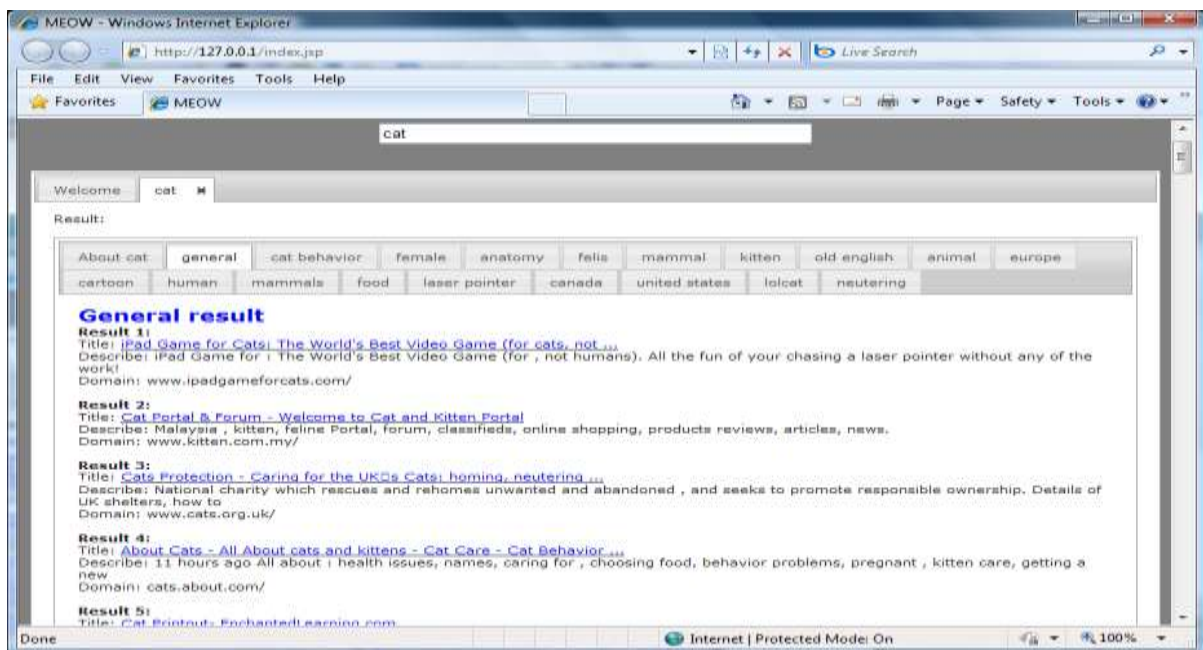 MEOW - Windows Internet Explorer
http://127.0.0.1/index.jsp
Live Search
File Edit View Favorites Tools Help
Favorites MEOW Page Safety Tools
cat
Welcome cat
Result:
About cat general cat behavior female anatomy felis mammal kitten old english animal europe
cartoon human mammals food laser pointer canada united states lolcat neutering
General result
Result 1:
Title: iPad Game for Cats: The World's Best Video Game (for cats, not ...
Describe: iPad Game for : The World's Best Video Game (for , not humans). All the fun of your chasing a laser pointer without any of the
work!
Domain: www.ipadgameforcats.com/
Result 2:
Title: Cat Portal & Forum - Welcome to Cat and Kitten Portal
Describe: Malaysia , kitten, feline Portal, forum, classifieds, online shopping, products reviews, articles, news.
Domain: www.kitten.com.my/
Result 3:
Title: Cats Protection - Caring for the UK□s Cats: homing, neutering ...
Describe: National charity which rescues and rehomes unwanted and abandoned , and seeks to promote responsible ownership. Details of
UK shelters, how to
Domain: www.cats.org.uk/
Result 4:
Title: About Cats - All About cats and kittens - Cat Care - Cat Behavior ...
Describe: 11 hours ago All about : health issues, names, caring for , choosing food, behavior problems, pregnant , kitten care, getting a
new
Domain: cats.about.com/
Result 5:
Title: Cat Printout- EnchantedLearning.com
Done Internet | Protected Mode: On 100%